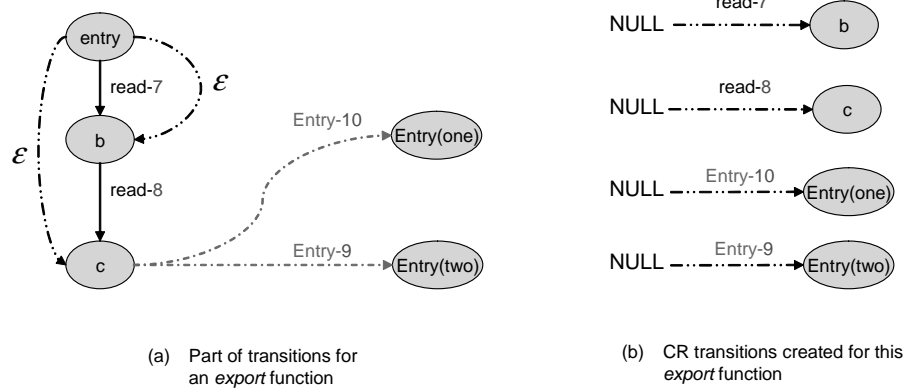 entry
read-7
ε
b
ε
read-8
c
Entry-10
Entry(one)
Entry-9
Entry(two)
(a) Part of transitions for
an export function
read-7
NULL
b
read-8
NULL
c
Entry-10
NULL
Entry(one)
Entry-9
NULL
Entry(two)
(b) CR transitions created for this
export function